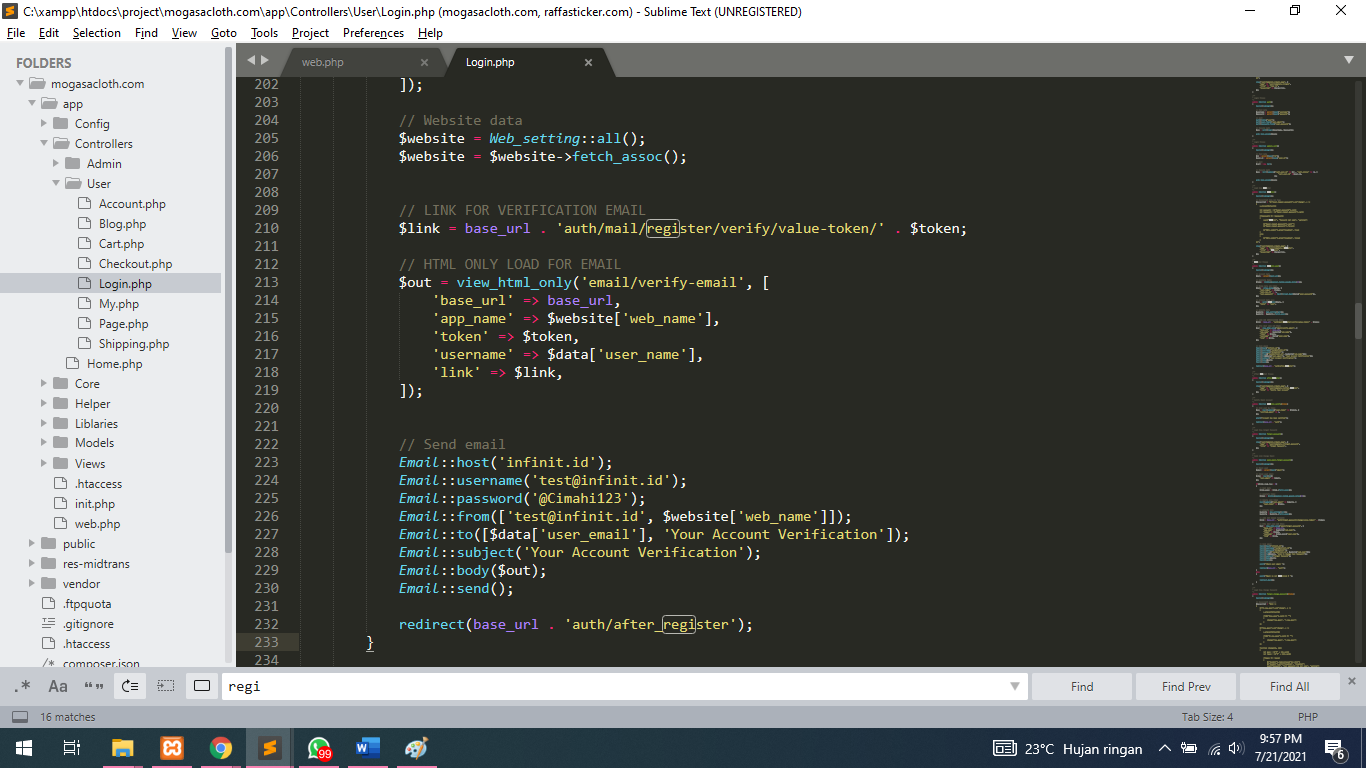 C:\xampp\htdocs\project\mogasacloth.com\app\Controllers\User\Login.php (mogasacloth.com, raffasticker.com) - Sublime Text (UNREGISTERED)
File Edit Selection Find View Goto Tools Project Preferences Help
FOLDERS
mogasacloth.com
app
Config
Controllers
Admin
User
Account.php
Blog.php
Cart.php
Checkout.php
Login.php
My.php
Page.php
Shipping.php
Home.php
Core
Helper
Liblaries
Models
Views
.htaccess
init.php
web.php
public
res-midtrans
vendor
.ftpquota
.gitignore
.htaccess
composer.json
web.php Login.php
202 ]);
203
204 // Website data
205 $website = Web_setting::all();
206 $website = $website->fetch_assoc();
207
208
209 // LINK FOR VERIFICATION EMAIL
210 $link = base_url . 'auth/mail/register/verify/value-token/' . $token;
211
212 // HTML ONLY LOAD FOR EMAIL
213 $out = view_html_only('email/verify-email', [
214 'base_url' => base_url,
215 'app_name' => $website['web_name'],
216 'token' => $token,
217 'username' => $data['user_name'],
218 'link' => $link,
219 ]);
220
221
222 // Send email
223 Email::host('infinit.id');
224 Email::username('test@infinit.id');
225 Email::password('@Cimahi123');
226 Email::from(['test@infinit.id', $website['web_name']]);
227 Email::to([$data['user_email'], 'Your Account Verification']);
228 Email::subject('Your Account Verification');
229 Email::body($out);
230 Email::send();
231
232 redirect(base_url . 'auth/after_register');
233 }
234
.* Aa “” regi Find Find Prev Find All
16 matches Tab Size: 4 PHP
99 W 23°C Hujan ringan 9:57 PM
7/21/2021 6